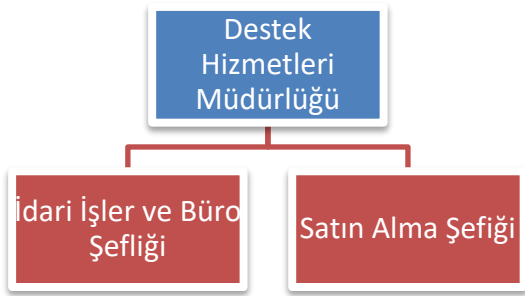 Destek
Hizmetleri
Müdürlüğü
İdari İşler ve Büro
Şefliği
Satın Alma Şefiği